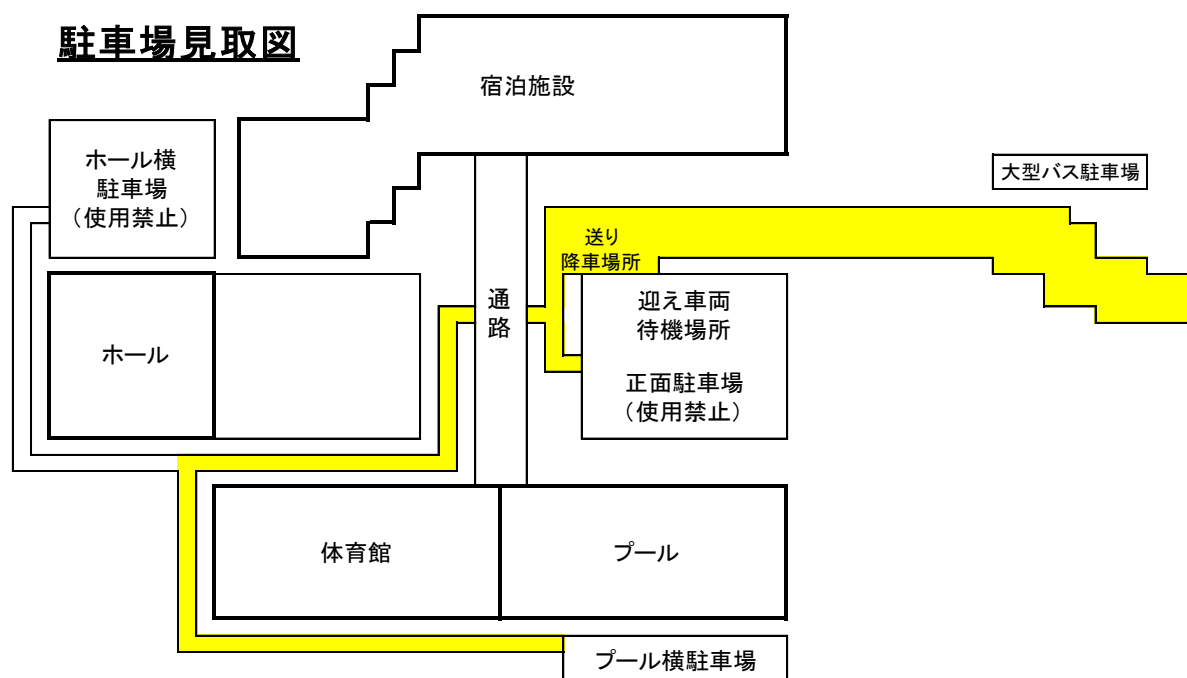 駐車場見取図
宿泊施設
ホール横
駐車場
（使用禁止）
大型バス駐車場
送り
降車場所
通
路
迎え車両
待機場所
正面駐車場
（使用禁止）
ホール
体育館
プール
プール横駐車場